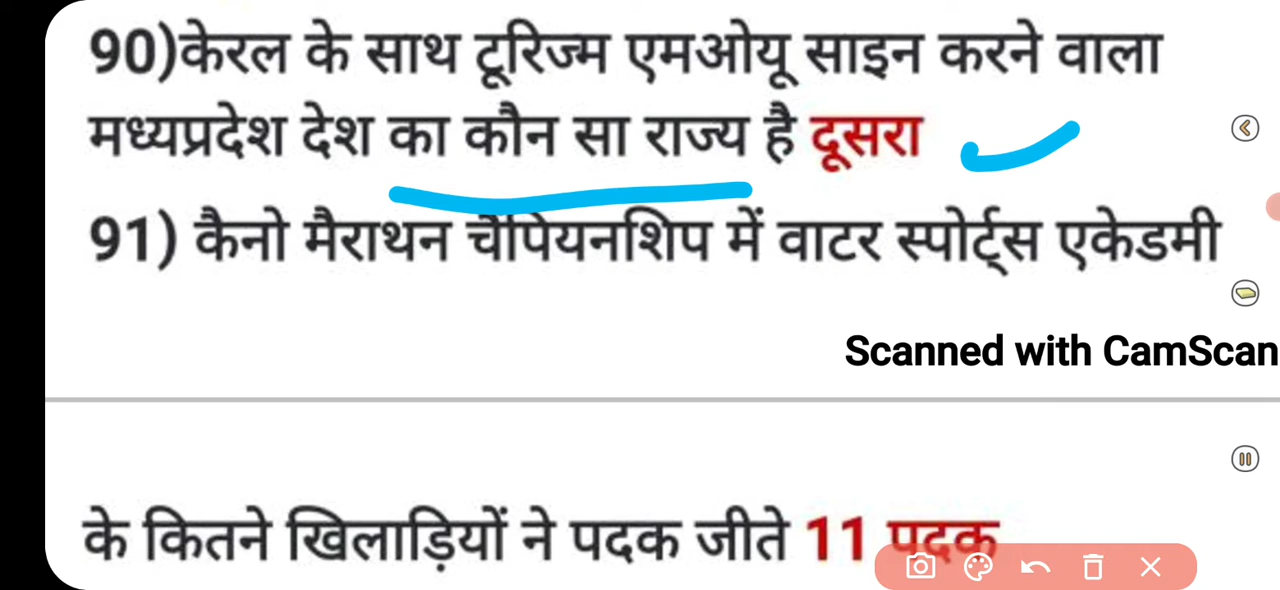 90)केरल के साथ टूरिज्म एमओयू साइन करने वाला
मध्यप्रदेश देश का कौन सा राज्य है दूसरा
91) कैनो मैराथन चैंपियनशिप में वाटर स्पोर्ट्स एकेडमी
Scanned with CamScan
के कितने खिलाड़ियों ने पदक जीते 11 पदक